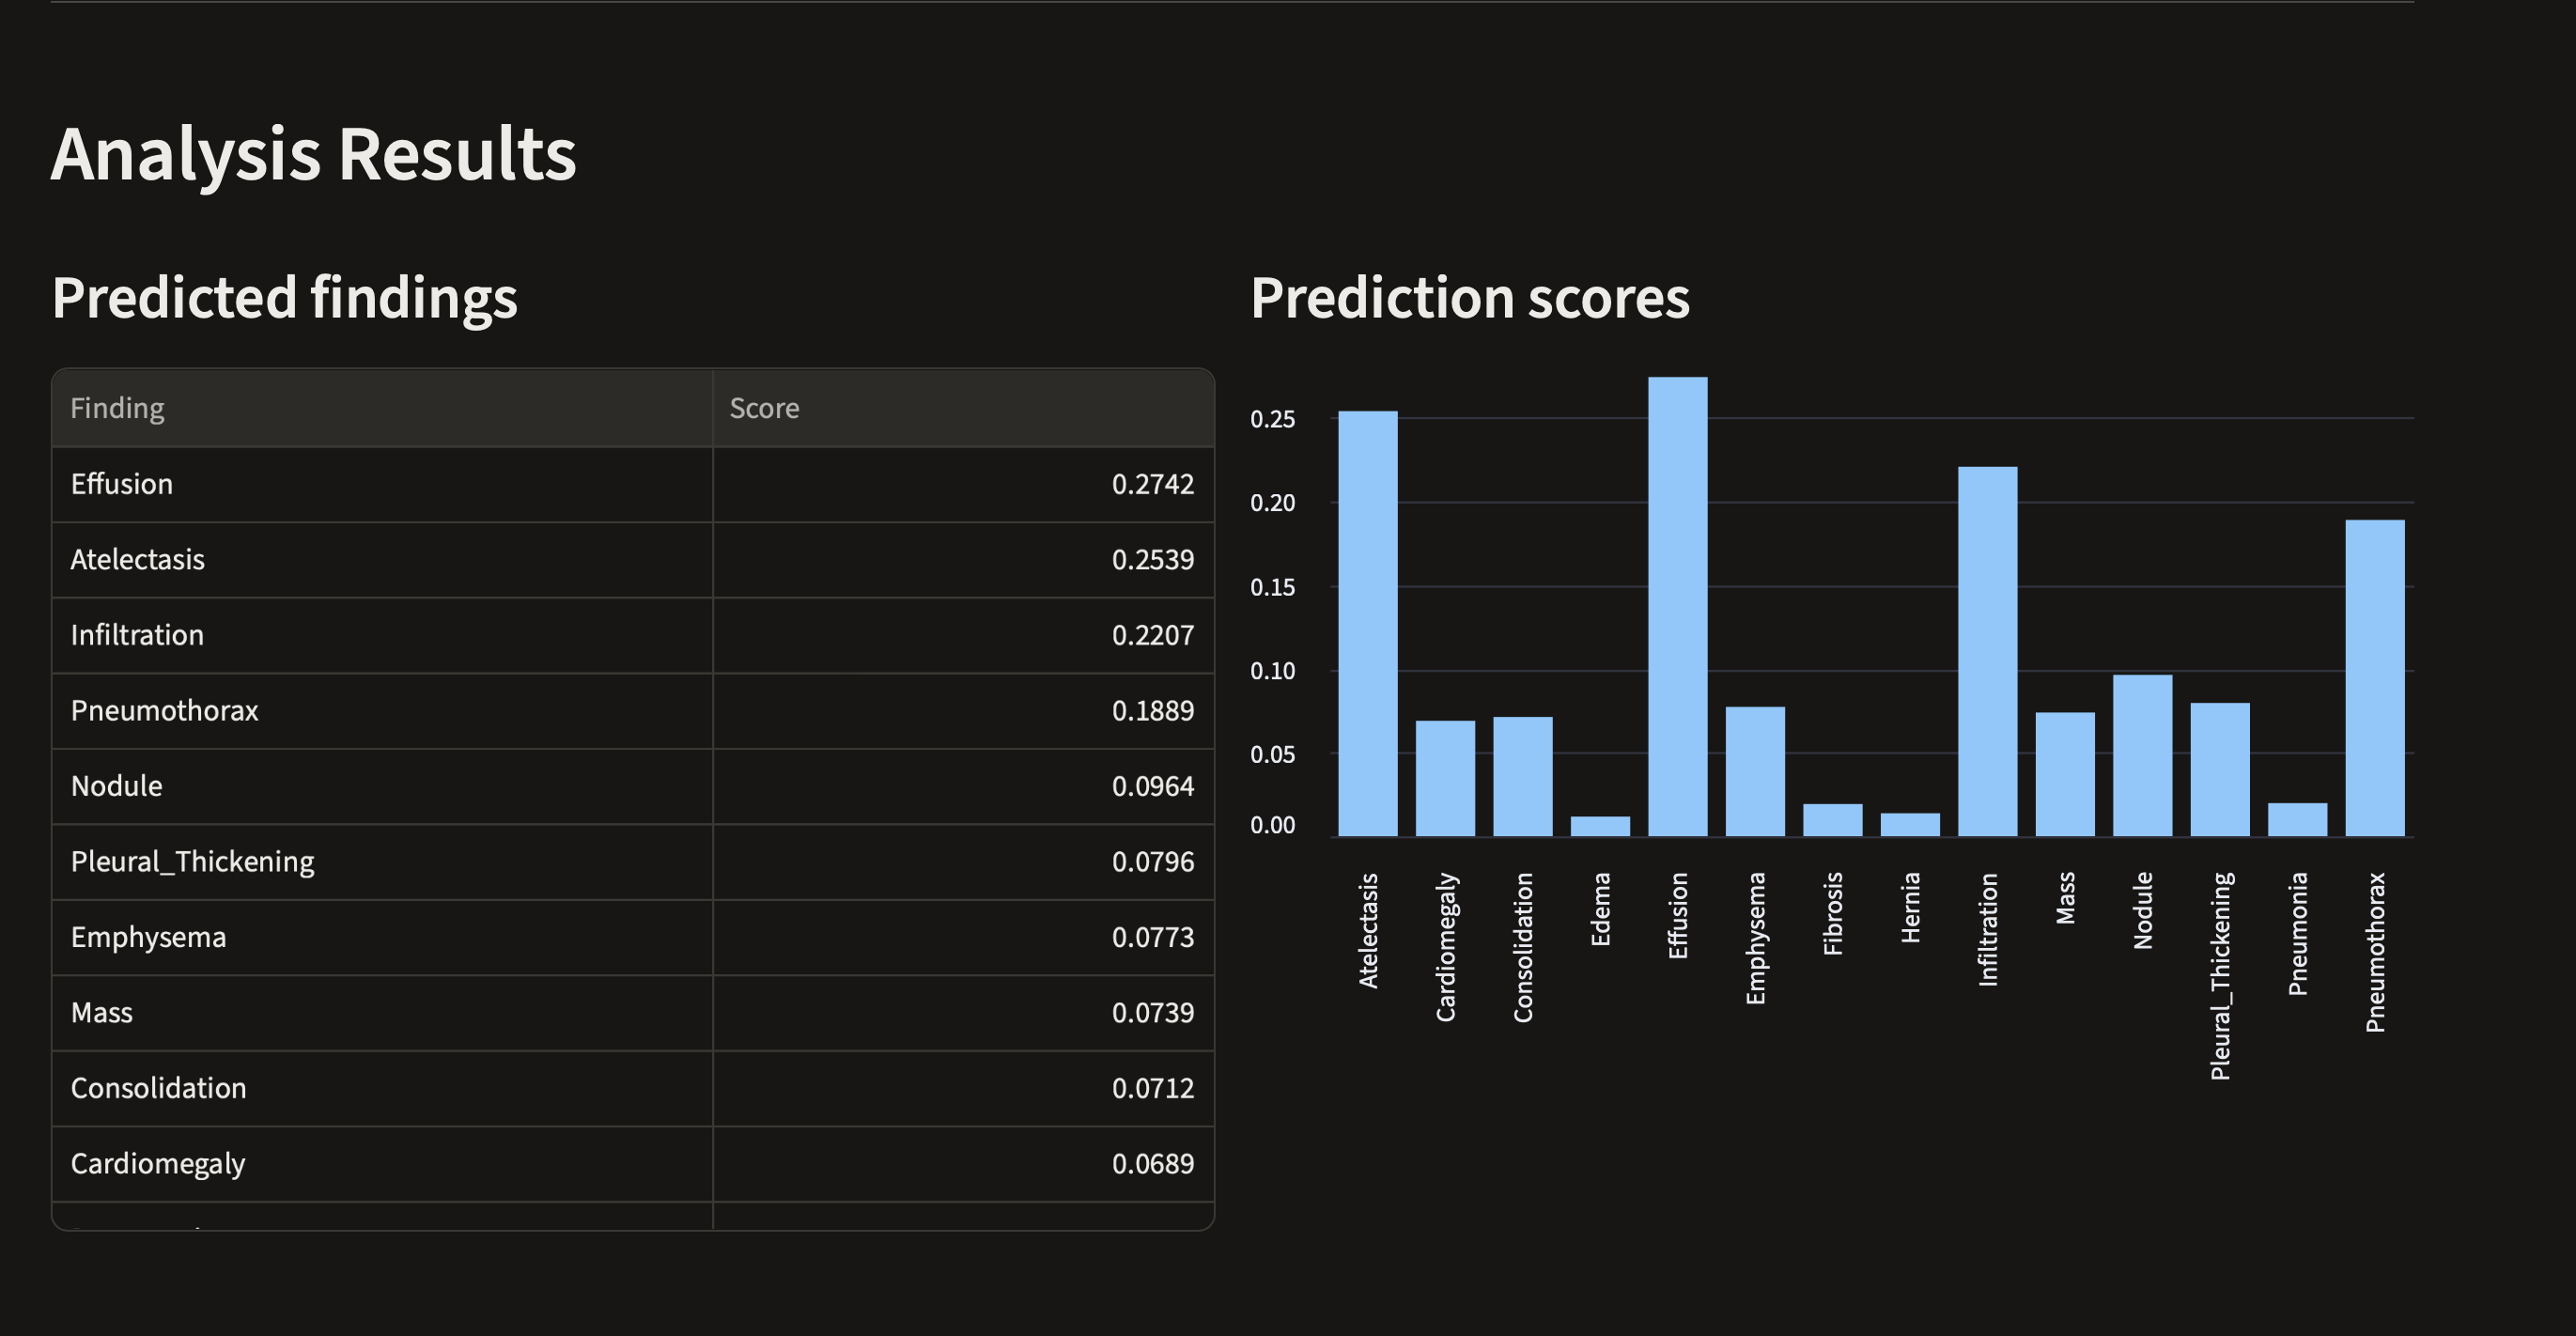 Analysis Results
Predicted findings
Finding Score
Effusion 0.2742
Atelectasis 0.2539
Infiltration 0.2207
Pneumothorax 0.1889
Nodule 0.0964
Pleural_Thickening 0.0796
Emphysema 0.0773
Mass 0.0739
Consolidation 0.0712
Cardiomegaly 0.0689
Prediction scores
0.25
0.20
0.15
0.10
0.05
0.00
Atelectasis
Cardiomegaly
Consolidation
Edema
Effusion
Emphysema
Fibrosis
Hernia
Infiltration
Mass
Nodule
Pleural_Thickening
Pneumonia
Pneumothorax